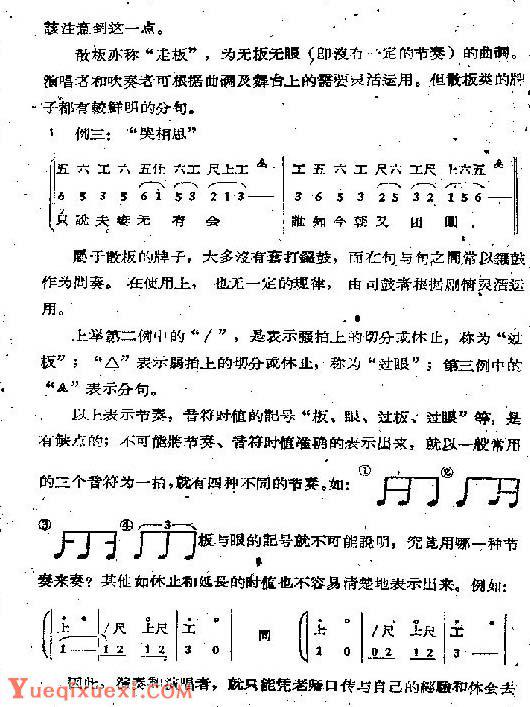 該注意到这一点。
散板亦称“走板”，为无板无眼（即沒有一定的节奏）的曲調。
演唱者和吹奏者可根据曲調及舞台上的需要灵活运用。但散板类的牌
子都有較鮮明的分句。
例三：“哭相思”
五 六 工 六 五仕 六工 尺上工 工 五 六 工 尺六 工尺 上六五
6 5 3 5 6 1 5 3 2 1 3 3 6 5 3 2 5 3 2 1 5 6
只說夫妻无 有 会 誰知今朝又 团 圓
屬于散板的牌子，大多沒有套打鑼鼓，而在句与句之間常以鑼鼓
作为間奏。在使用上，也无一定的規律，由司鼓者根据剧情灵活运
用。
上举第二例中的“/”，是表示强拍上的切分或休止，称为“过
板”；“△”表示弱拍上的切分或休止，称为“过眼”；第三例中的
表示分句。
以上表示节奏，音符时值的記号“板、眼、过板、过眼”等，是
有缺点的；不可能將节奏、音符时值准确的表示出来，就以一般常用
的三个音符为一拍，就有四种不同的节奏。如：① ②
③ ④ 3 板与眼的記号就不可能說明，究竟用哪一种节
奏来奏？其他如休止和延長的时值也不容易清楚地表示出来。例如：
上 /尺 上尺 工 同 上 /尺 上尺 工
因此，演奏和演唱者，就只能凭老师口传与自己的經驗和体会去
YueQixuexi.com